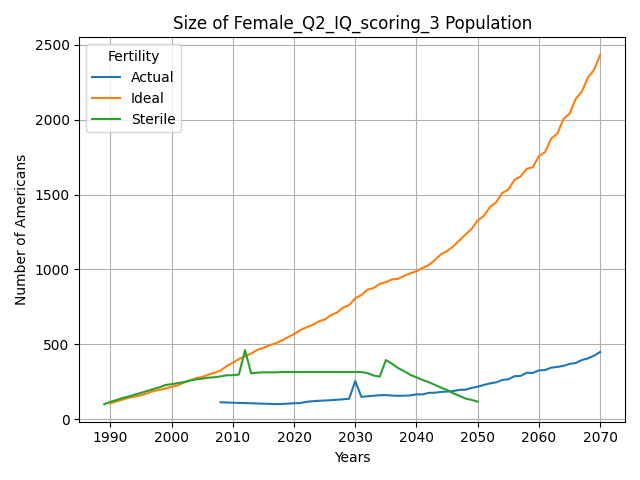 Size of Female_Q2_IQ_scoring_3 Population
Fertility
Actual
Ideal
Sterile
Number of Americans
2500
2000
1500
1000
500
0
1990 2000 2010 2020 2030 2040 2050 2060 2070
Years